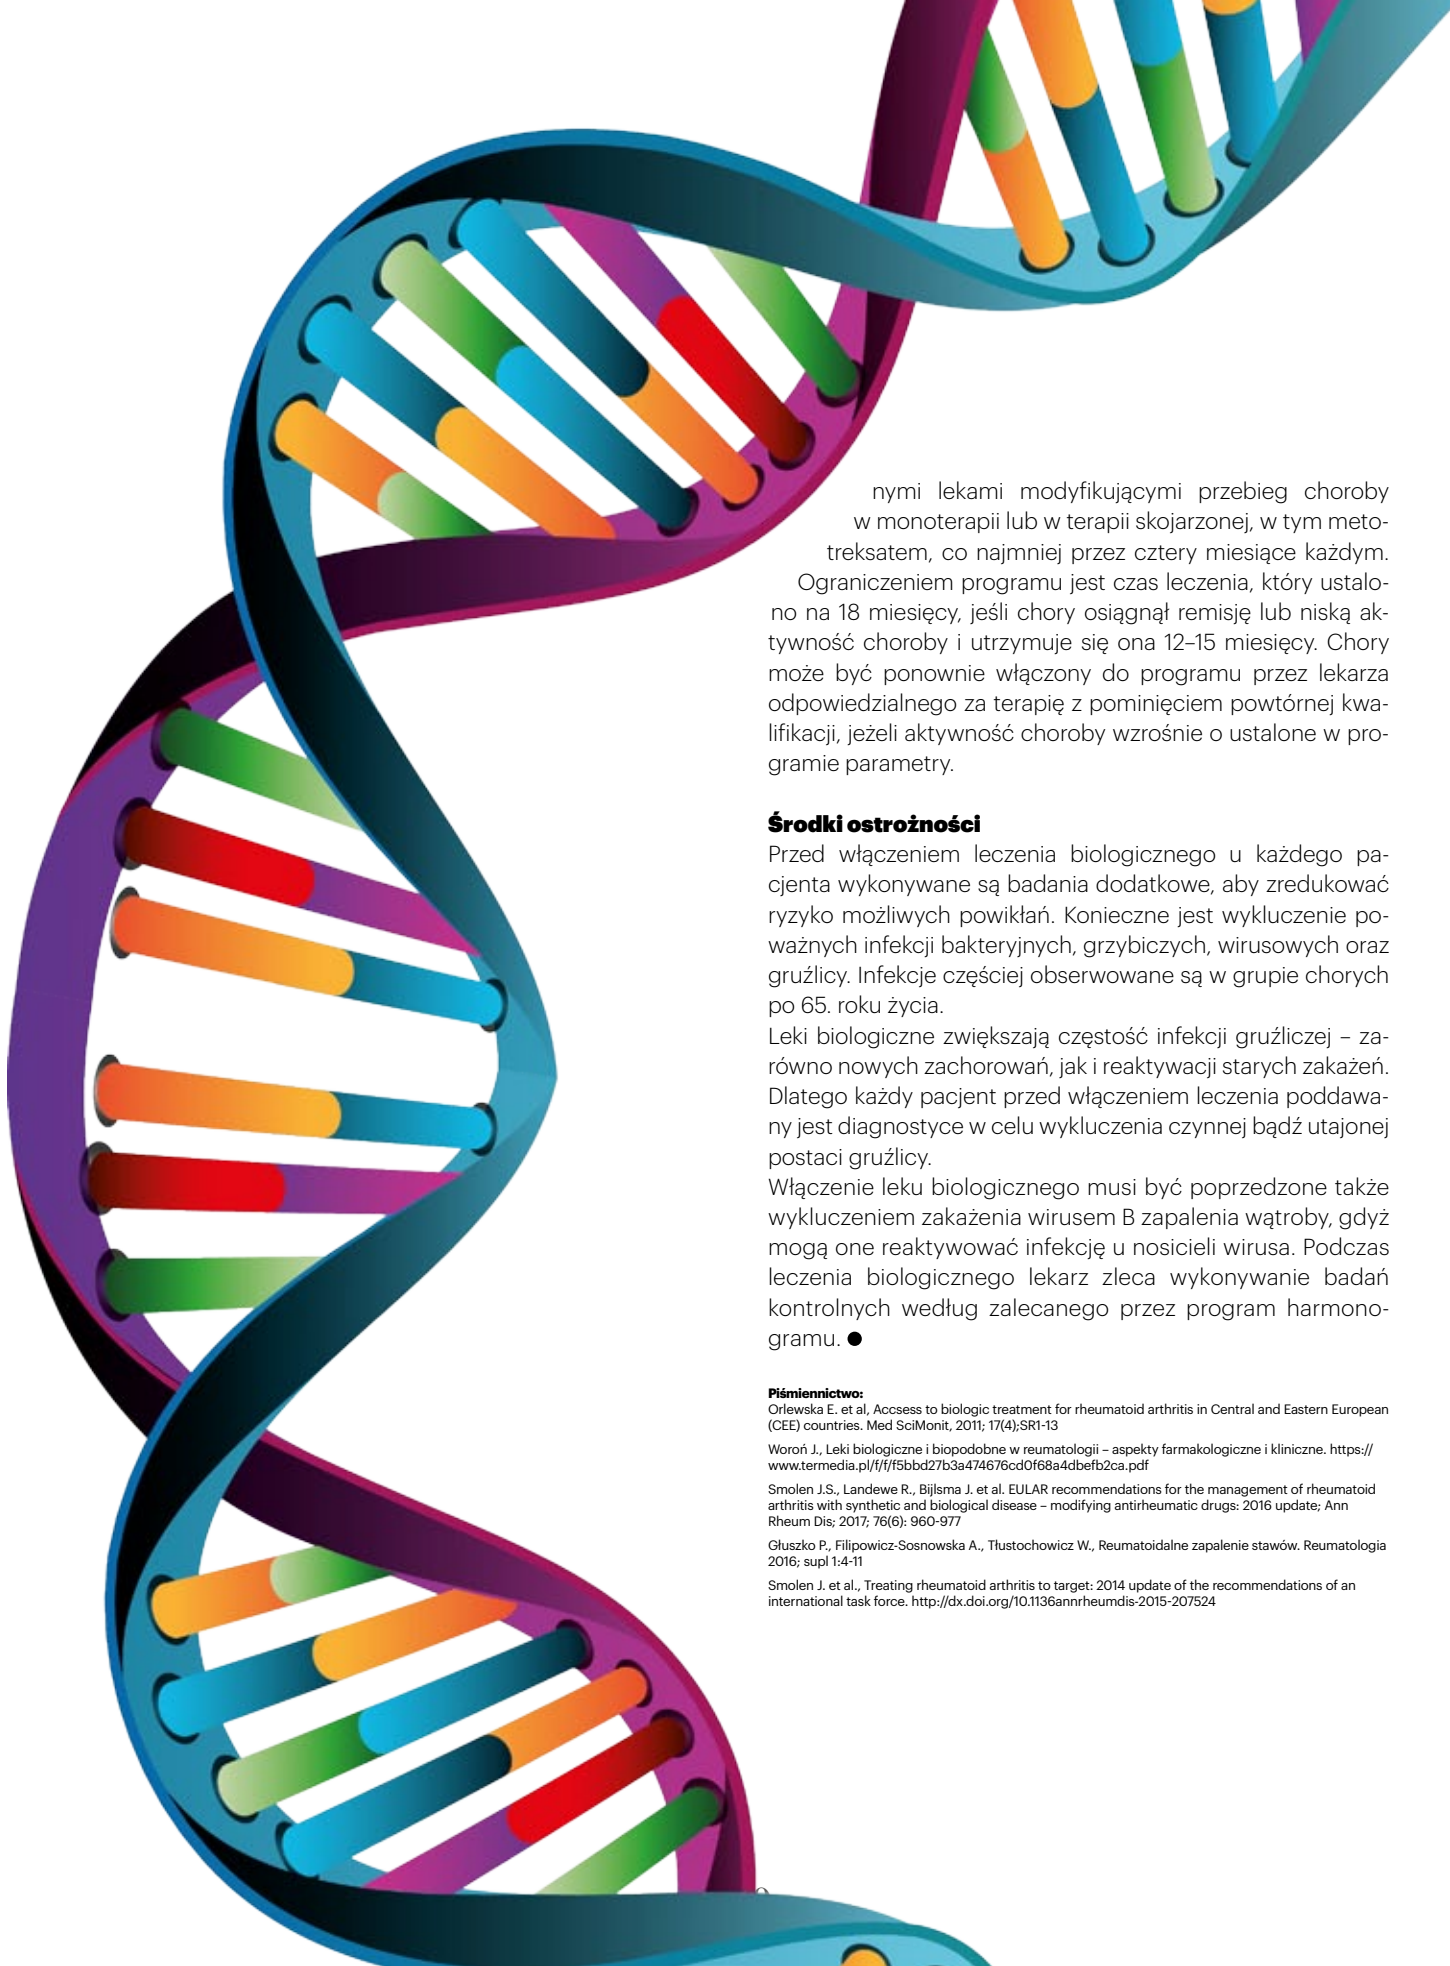 nymi lekami modyfikującymi przebieg choroby
w monoterapii lub w terapii skojarzonej, w tym meto-
treksatem, co najmniej przez cztery miesiące każdym.
Ograniczeniem programu jest czas leczenia, który ustalo-
no na 18 miesięcy, jeśli chory osiągnął remisję lub niską ak-
tywność choroby i utrzymuje się ona 12–15 miesięcy. Chory
może być ponownie włączony do programu przez lekarza
odpowiedzialnego za terapię z pominięciem powtórnej kwa-
lifikacji, jeżeli aktywność choroby wzrośnie o ustalone w pro-
gramie parametry.
Środki ostrożności
Przed włączeniem leczenia biologicznego u każdego pa-
cjenta wykonywane są badania dodatkowe, aby zredukować
ryzyko możliwych powikłań. Konieczne jest wykluczenie po-
ważnych infekcji bakteryjnych, grzybiczych, wirusowych oraz
gruźlicy. Infekcje częściej obserwowane są w grupie chorych
po 65. roku życia.
Leki biologiczne zwiększają częstość infekcji gruźliczej – za-
równo nowych zachorowań, jak i reaktywacji starych zakażeń.
Dlatego każdy pacjent przed włączeniem leczenia poddawa-
ny jest diagnostyce w celu wykluczenia czynnej bądź utajonej
postaci gruźlicy.
Włączenie leku biologicznego musi być poprzedzone także
wykluczeniem zakażenia wirusem B zapalenia wątroby, gdyż
mogą one reaktywować infekcję u nosicieli wirusa. Podczas
leczenia biologicznego lekarz zleca wykonywanie badań
kontrolnych według zalecanego przez program harmono-
gramu. ●
Piśmiennictwo:
Orlewska E. et al, Accsess to biologic treatment for rheumatoid arthritis in Central and Eastern European
(CEE) countries. Med SciMonit, 2011; 17(4);SR1-13
Woroń J., Leki biologiczne i biopodobne w reumatologii – aspekty farmakologiczne i kliniczne. https://
www.termedia.pl/f/f/f5bbd27b3a474676cd0f68a4dbefb2ca.pdf
Smolen J.S., Landewe R., Bijlsma J. et al. EULAR recommendations for the management of rheumatoid
arthritis with synthetic and biological disease – modifying antirheumatic drugs: 2016 update; Ann
Rheum Dis; 2017; 76(6): 960-977
Głuszko P., Filipowicz-Sosnowska A., Tłustochowicz W., Reumatoidalne zapalenie stawów. Reumatologia
2016; supl 1:4-11
Smolen J. et al., Treating rheumatoid arthritis to target: 2014 update of the recommendations of an
international task force. http://dx.doi.org/10.1136annrheumdis-2015-207524